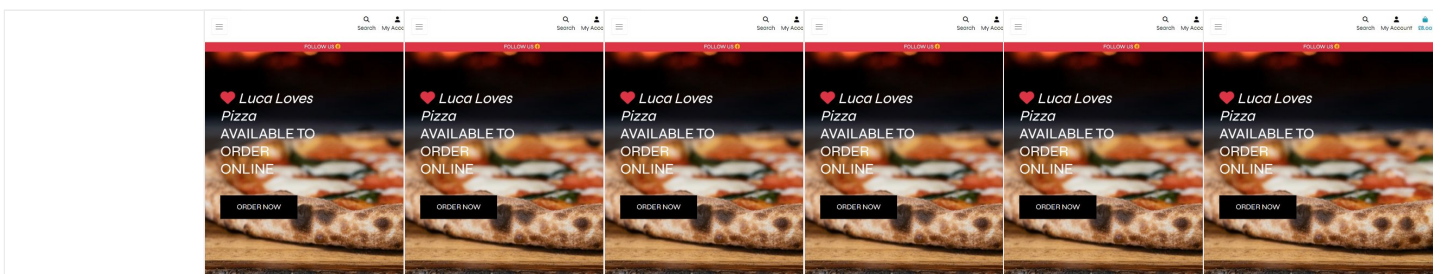 Search My Acco
FOLLOW US
Luca Loves
Pizza
AVAILABLE TO
ORDER
ONLINE
ORDER NOW
Search My Acco
FOLLOW US
Luca Loves
Pizza
AVAILABLE TO
ORDER
ONLINE
ORDER NOW
Search My Acc
FOLLOW US
Luca Loves
Pizza
AVAILABLE TO
ORDER
ONLINE
ORDER NOW
Search My Acco
FOLLOW US
Luca Loves
Pizza
AVAILABLE TO
ORDER
ONLINE
ORDER NOW
Search My Acco
FOLLOW US
Luca Loves
Pizza
AVAILABLE TO
ORDER
ONLINE
ORDER NOW
Search My Account
FOLLOW US
Luca Loves
Pizza
AVAILABLE TO
ORDER
ONLINE
ORDER NOW